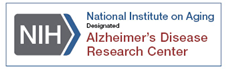 NIH
National Institute on Aging
Designated
Alzheimer's Disease
Research Center